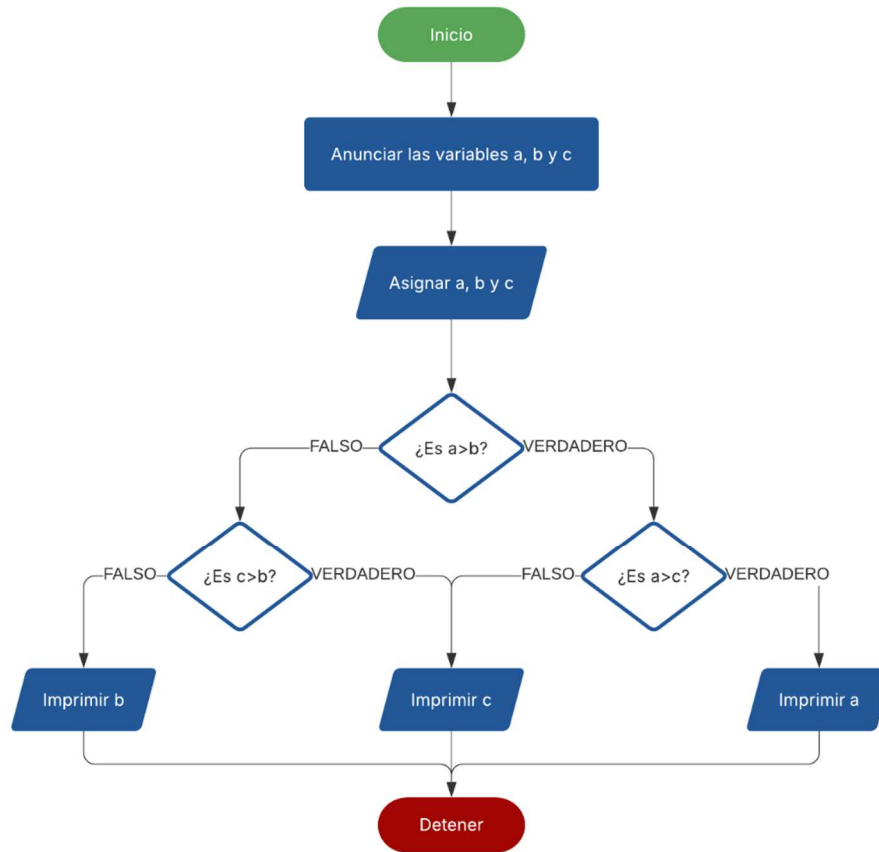 Inicio
Anunciar las variables a, b y c
Asignar a, b y c
FALSO
¿Es a>b?
VERDADERO
FALSO
¿Es c>b?
VERDADERO
FALSO
¿Es a>c?
VERDADERO
Imprimir b
Imprimir c
Imprimir a
Detener